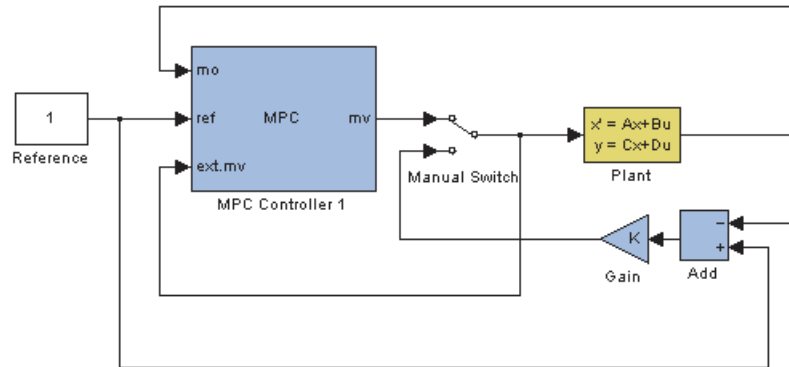 mo
ref
MPC
mv
ext.mv
MPC Controller 1
1
Reference
Manual Switch
x' = Ax+Bu
y = Cx+Du
Plant
K
Gain
−
+
Add